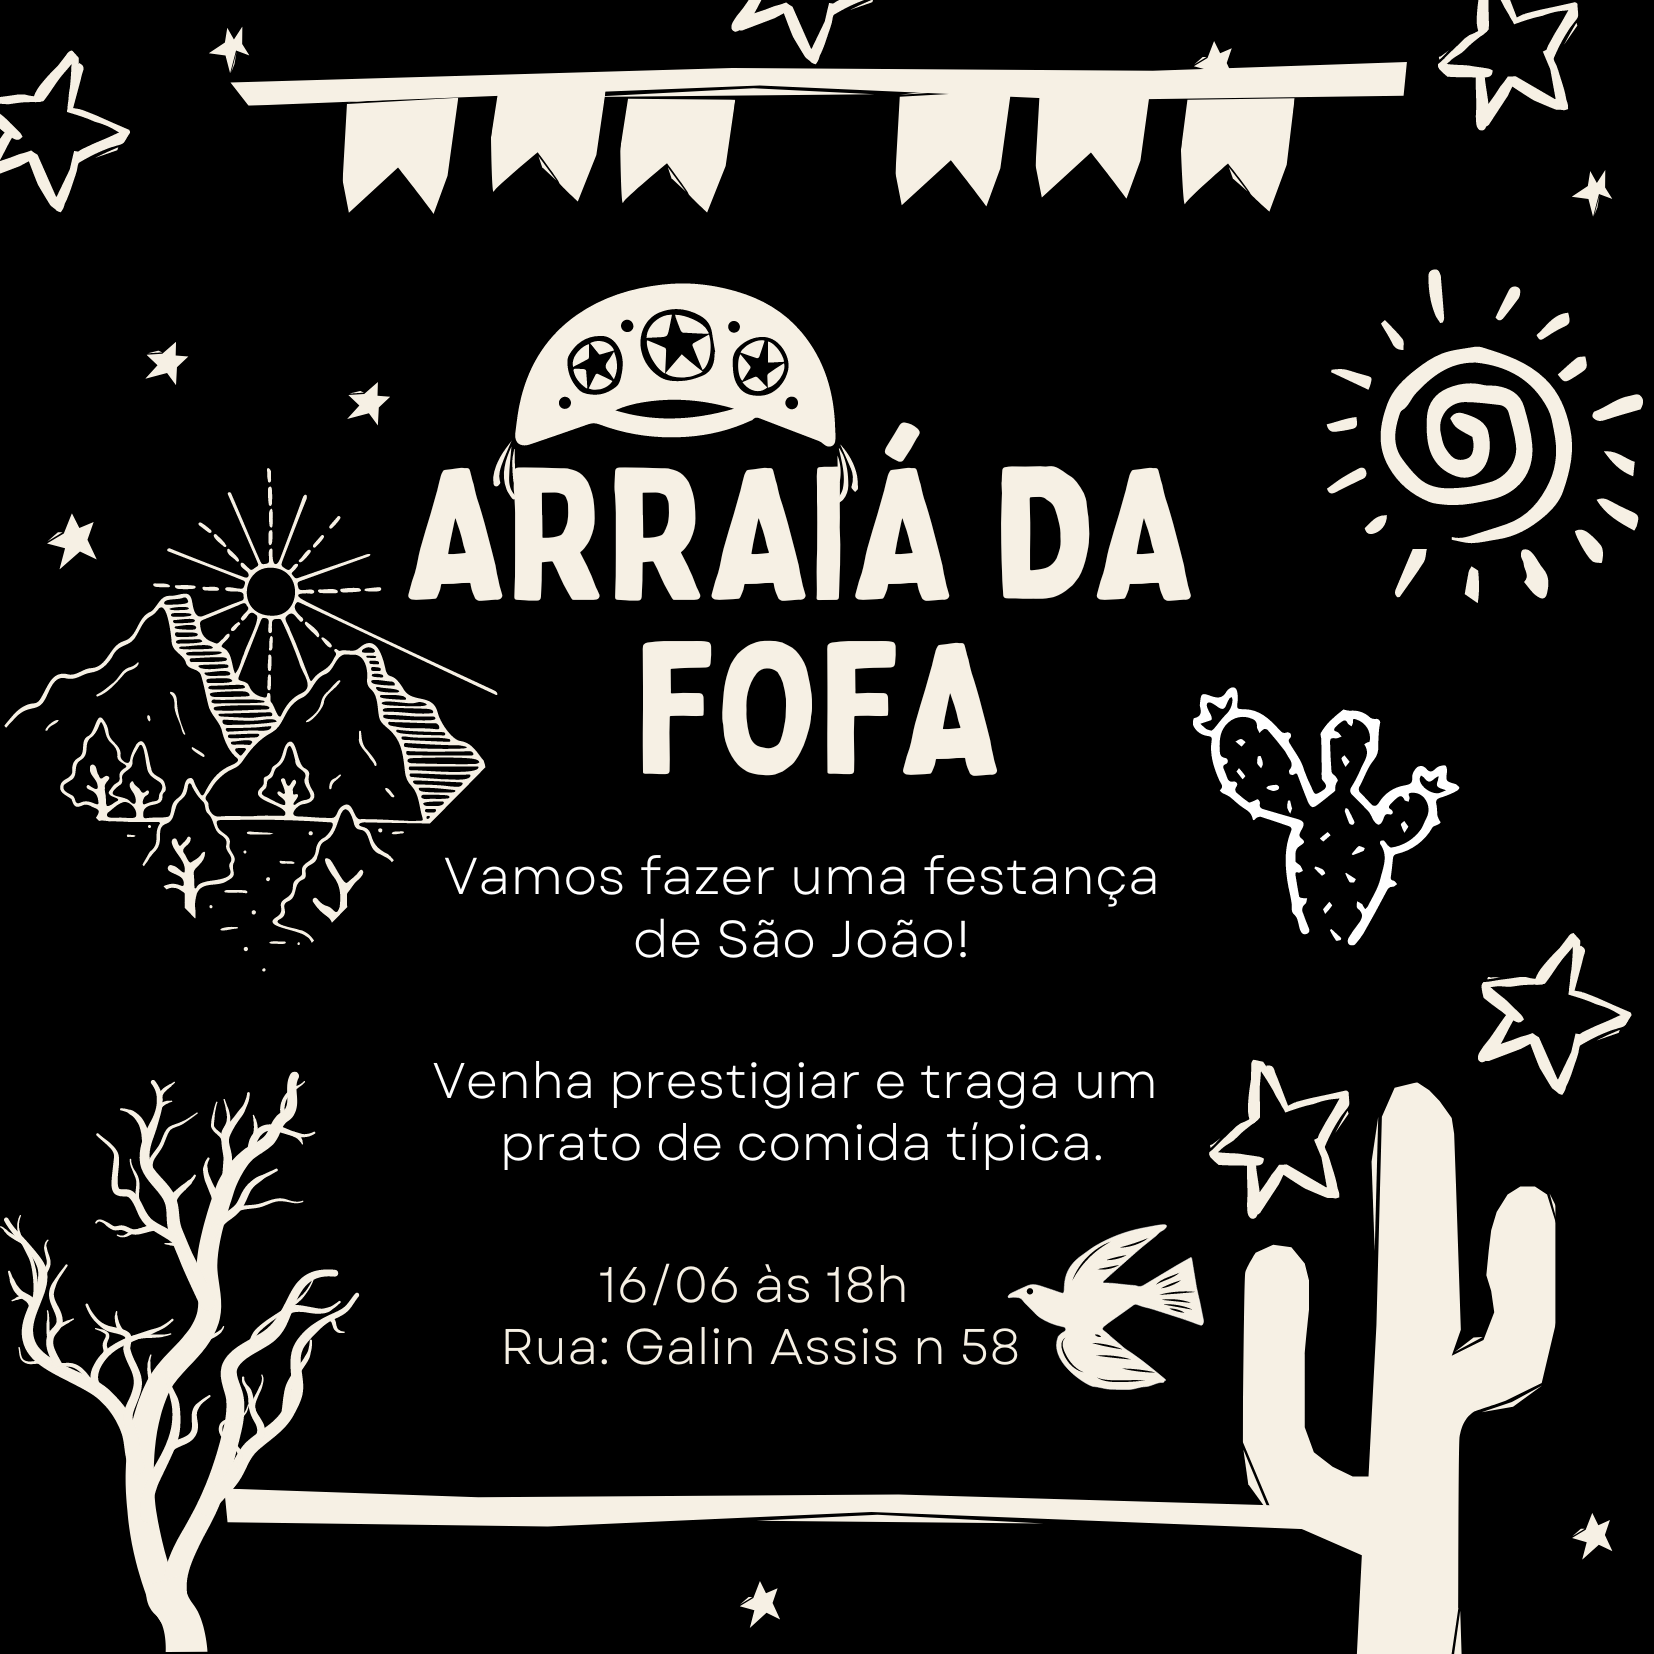 ARRAIÁ DA
FOFA
Vamos fazer uma festança
de São João!
Venha prestigiar e traga um
prato de comida típica.
16/06 às 18h
Rua: Galin Assis n 58